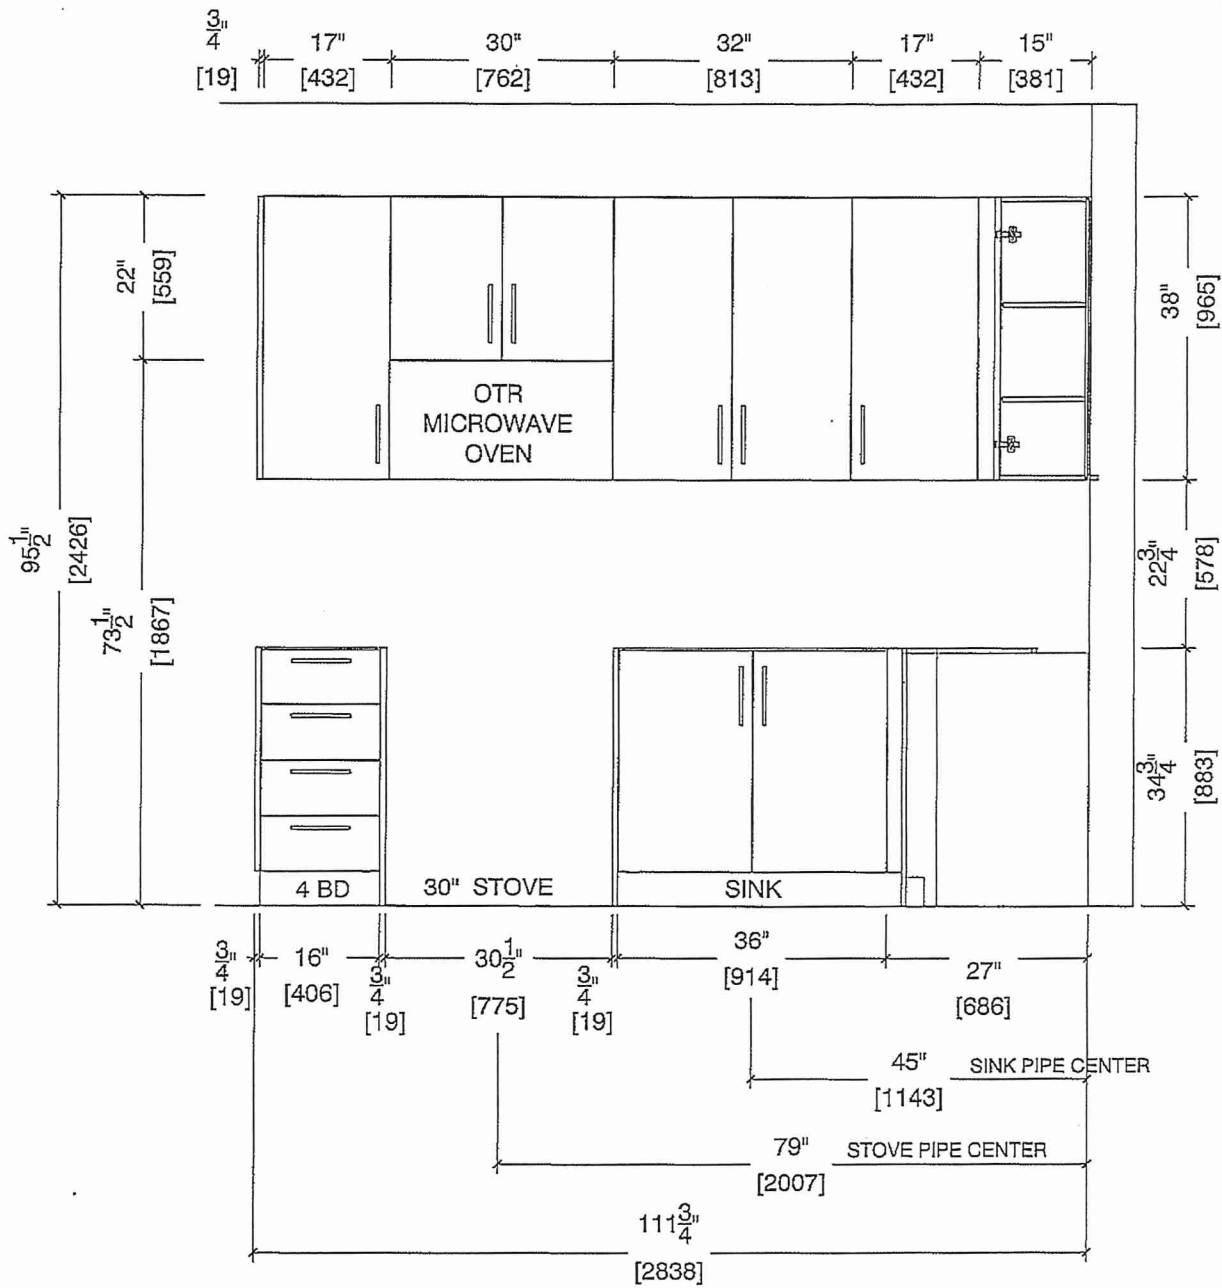 3/4" 17" 30" 32" 17" 15"
[19] [432] [762] [813] [432] [381]
22"
[559]
38"
[965]
OTR
MICROWAVE
OVEN
95 1/2"
[2426]
73 1/2"
[1867]
22 3/4"
[578]
34 3/4"
[883]
4 BD 30" STOVE SINK
3/4" 16" 3/4" 30 1/2" 3/4" 36" 27"
[19] [406] [19] [775] [19] [914] [686]
45" SINK PIPE CENTER
[1143]
79" STOVE PIPE CENTER
[2007]
111 3/4"
[2838]